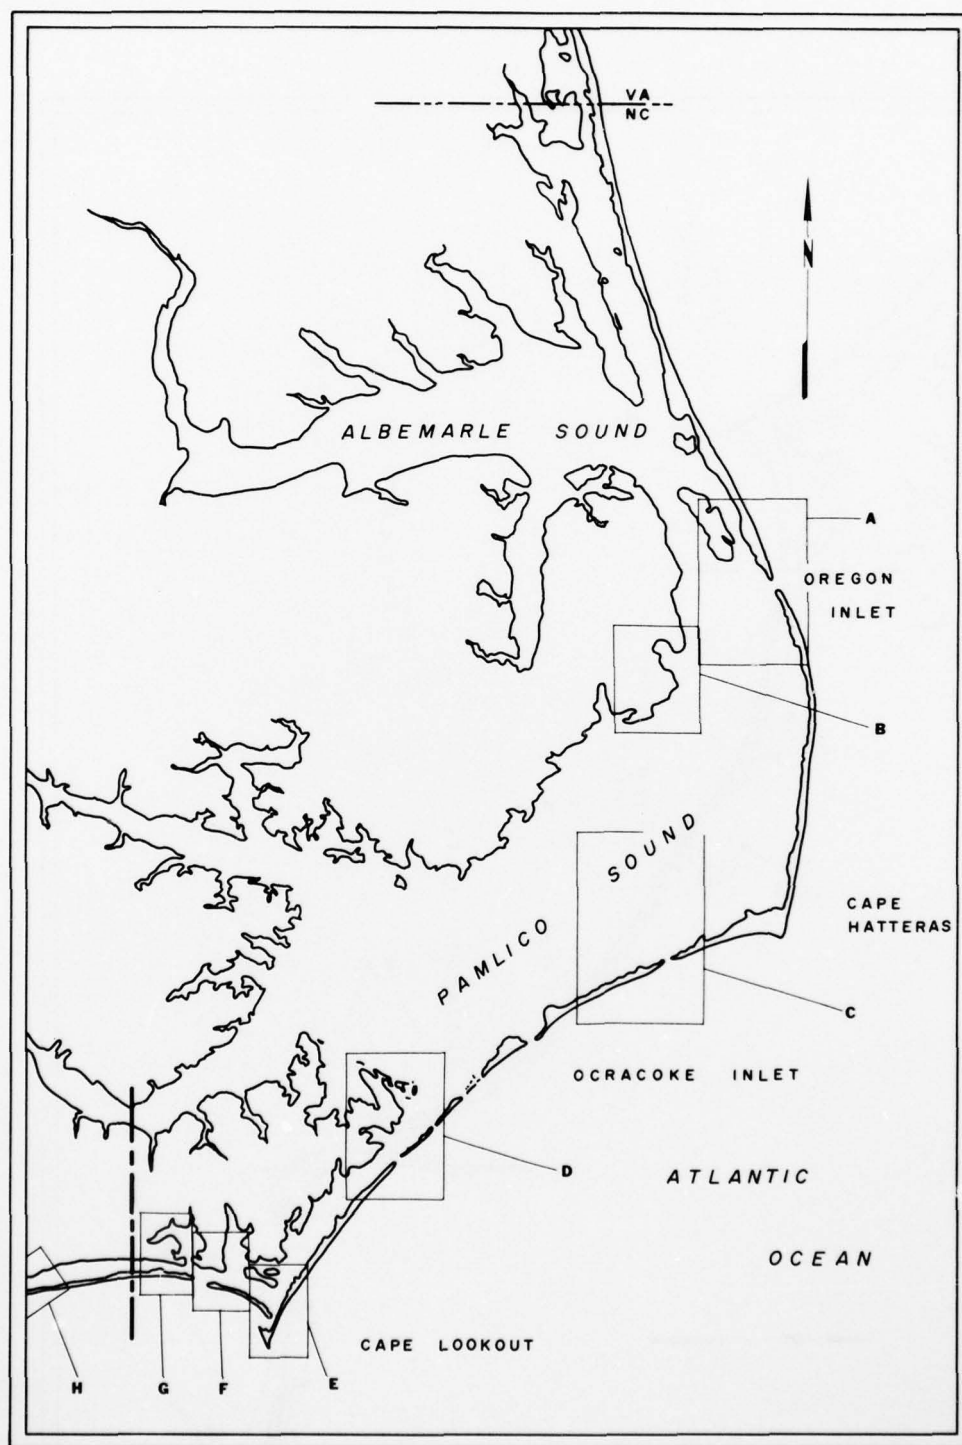 VA
NC
N
ALBEMARLE SOUND
A
OREGON
INLET
B
SOUND
PAMLICO
CAPE
HATTERAS
C
OCRACOKE INLET
D
ATLANTIC
OCEAN
CAPE LOOKOUT
H
G
F
E